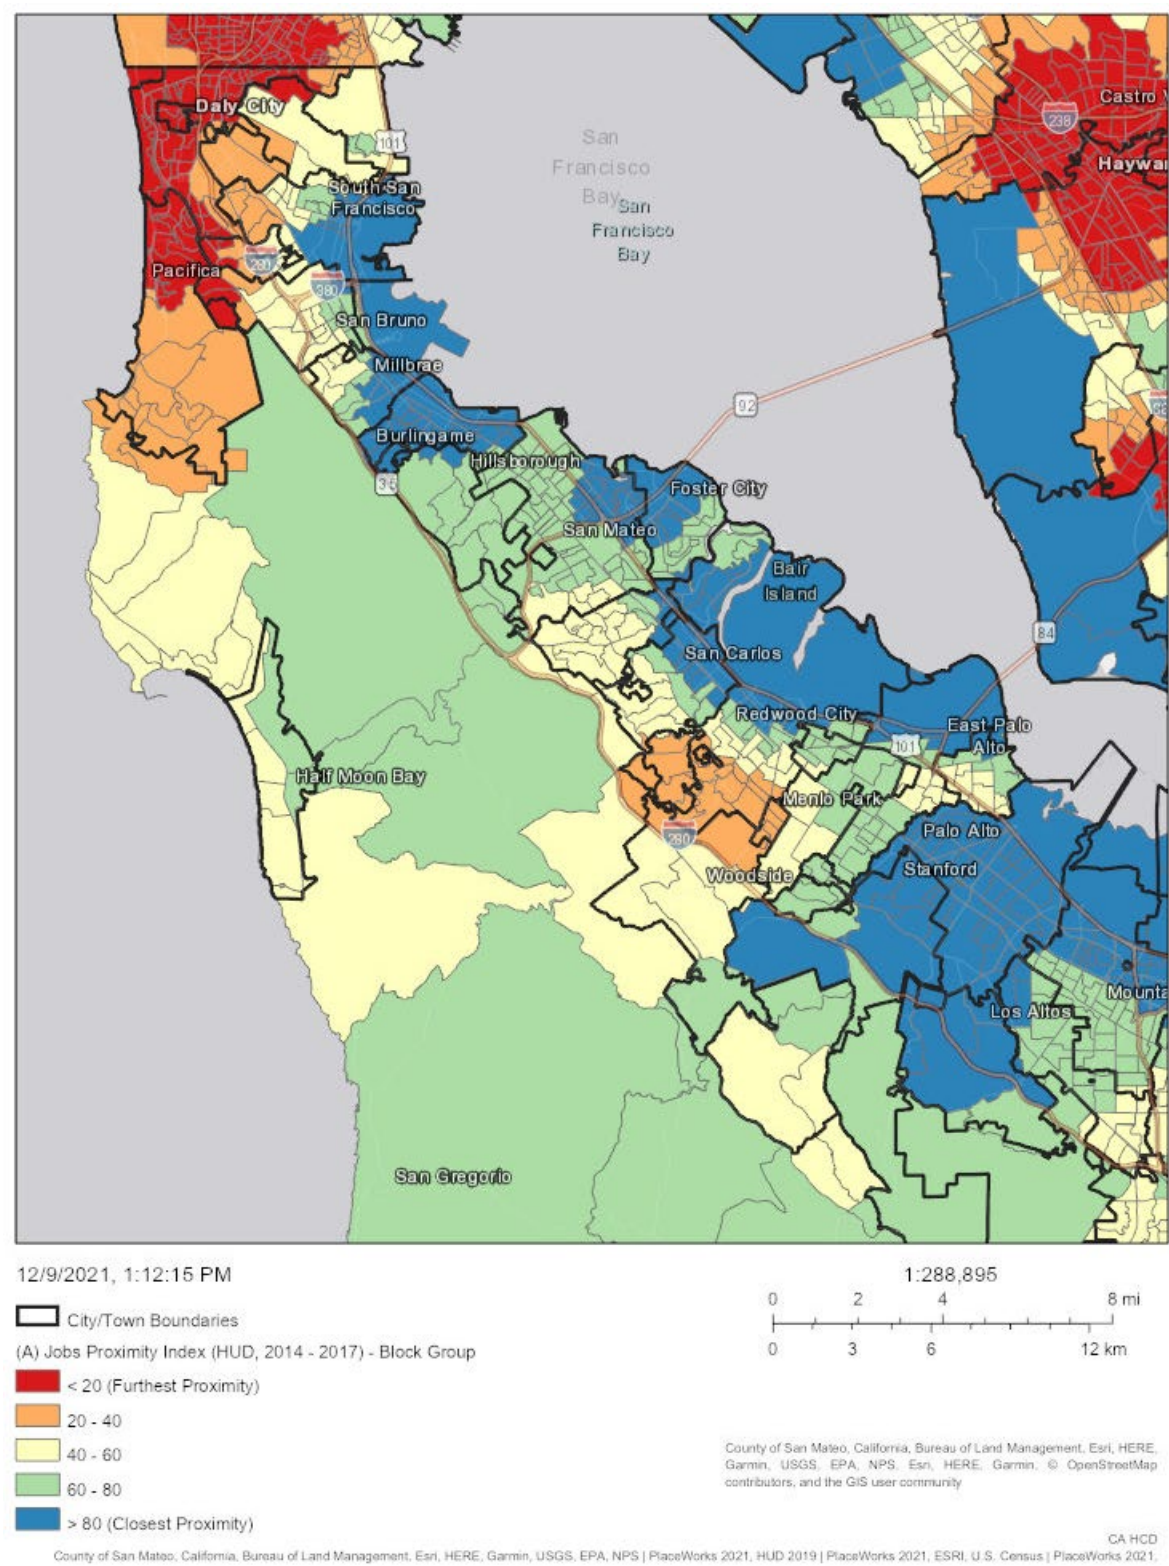 Daly City
Castro V
238
Haywa
101
San
Francisco
Bay
San
Francisco
Bay
South San
Francisco
280
Pacifica
380
San Bruno
Millbrae
92
Burlingame
Hillsborough
35
Foster City
San Mateo
Bair
Island
84
San Carlos
Redwood City
East Palo
Alto
101
Half Moon Bay
Menlo Park
280
Palo Alto
Stanford
Woodside
Mounta
Los Altos
San Gregorio
12/9/2021, 1:12:15 PM
1:288,895
0 2 4 8 mi
0 3 6 12 km
City/Town Boundaries
(A) Jobs Proximity Index (HUD, 2014 - 2017) - Block Group
< 20 (Furthest Proximity)
20 - 40
40 - 60
60 - 80
> 80 (Closest Proximity)
County of San Mateo, California, Bureau of Land Management, Esri, HERE,
Garmin, USGS, EPA, NPS, Esri, HERE, Garmin, © OpenStreetMap
contributors, and the GIS user community
CA HCD
County of San Mateo, California, Bureau of Land Management, Esri, HERE, Garmin, USGS, EPA, NPS | PlaceWorks 2021, HUD 2019 | PlaceWorks 2021, ESRI, U.S. Census | PlaceWorks 2021,